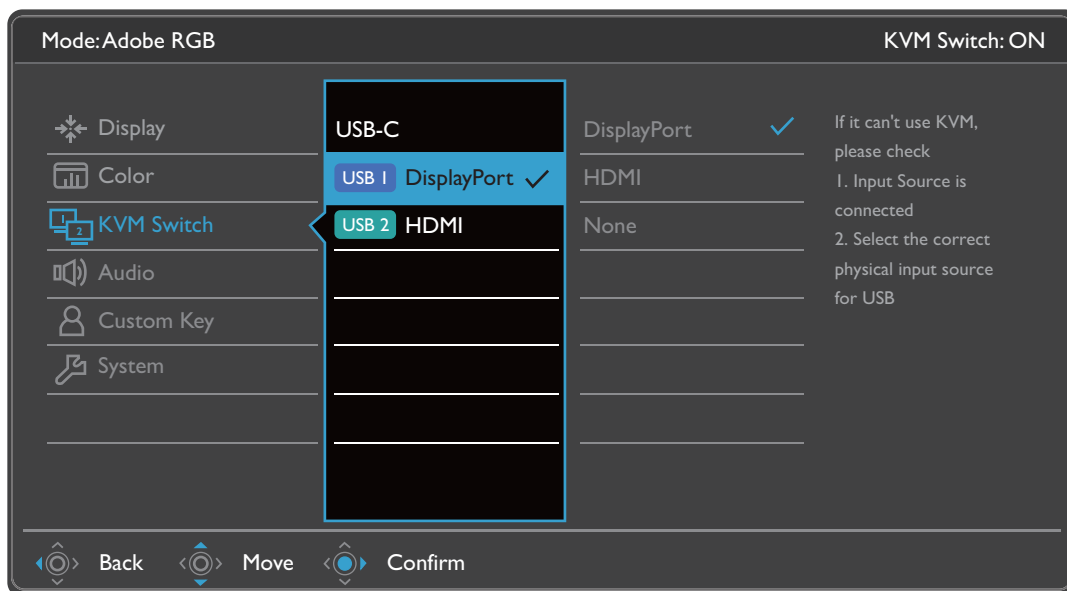 Mode: Adobe RGB
KVM Switch: ON
Display
Color
1 2 KVM Switch
Audio
Custom Key
System
USB-C
USB 1 DisplayPort
USB 2 HDMI
DisplayPort
HDMI
None
If it can't use KVM,
please check
1. Input Source is
connected
2. Select the correct
physical input source
for USB
Back
Move
Confirm